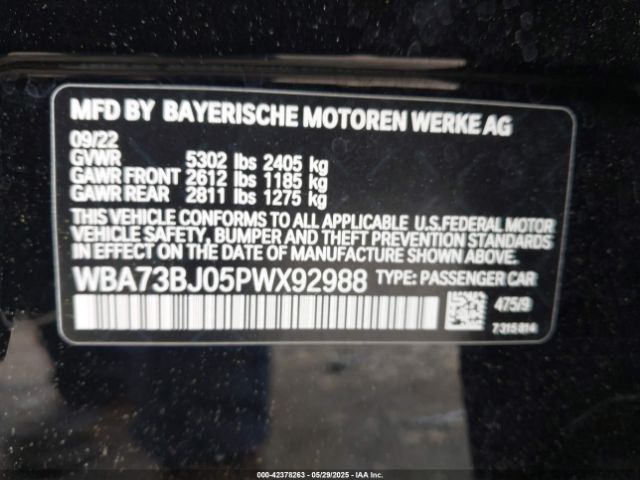 MFD BY BAYERISCHE MOTOREN WERKE AG
09/22
GVWR 5302 lbs 2405 kg
GAWR FRONT 2612 lbs 1185 kg
GAWR REAR 2811 lbs 1275 kg
THIS VEHICLE CONFORMS TO ALL APPLICABLE U.S.FEDERAL MOTOR
VEHICLE SAFETY, BUMPER AND THEFT PREVENTION STANDARDS
IN EFFECT ON THE DATE OF MANUFACTURE SHOWN ABOVE.
WBA73BJ05PWX92988 TYPE: PASSENGER CAR
475/9
7315814
000-42378263 - 05/29/2025 - IAA Inc.